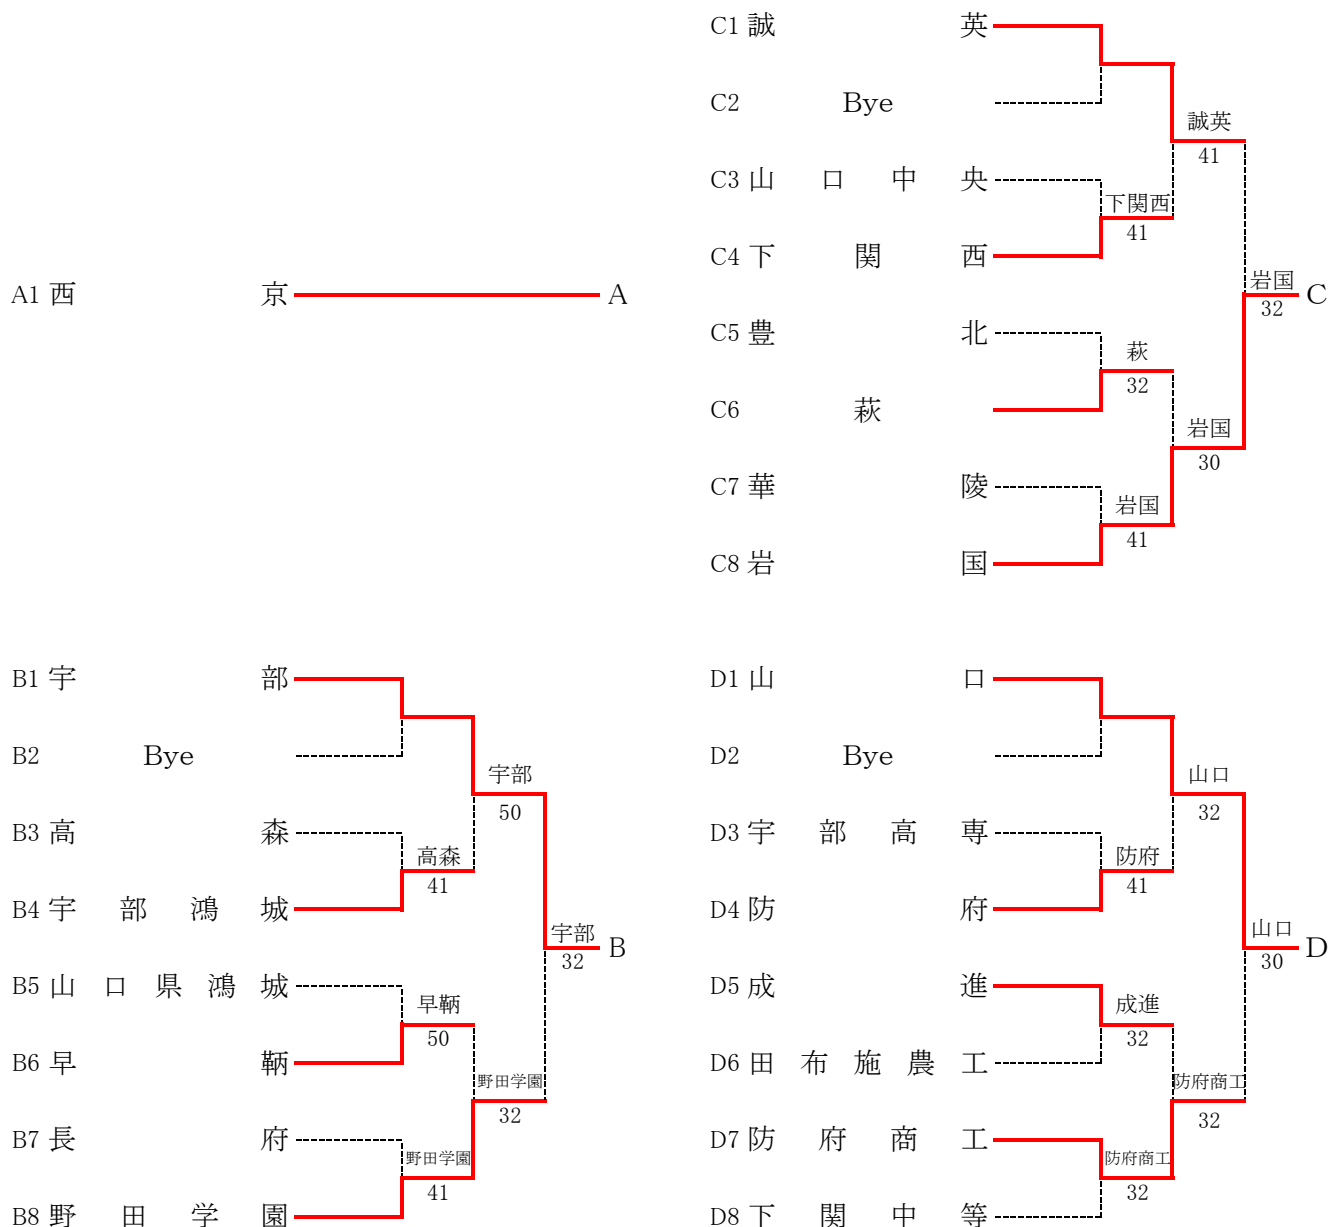 A1 西京 A
C1 誠英
C2 Bye
誠英
41
C3 山口中央
下関西
41
C4 下関西
岩国 C
32
C5 豊北
萩
32
C6 萩
岩国
30
C7 華陵
岩国
41
C8 岩国
B1 宇部
B2 Bye
宇部
50
B3 高森
高森
41
B4 宇部鴻城
宇部 B
32
B5 山口県鴻城
早鞆
50
B6 早鞆
野田学園
32
B7 長府
野田学園
41
B8 野田学園
D1 山口
D2 Bye
山口
32
D3 宇部高専
防府
41
D4 防府
山口 D
30
D5 成進
成進
32
D6 田布施農工
防府商工
32
D7 防府商工
防府商工
32
D8 下関中等